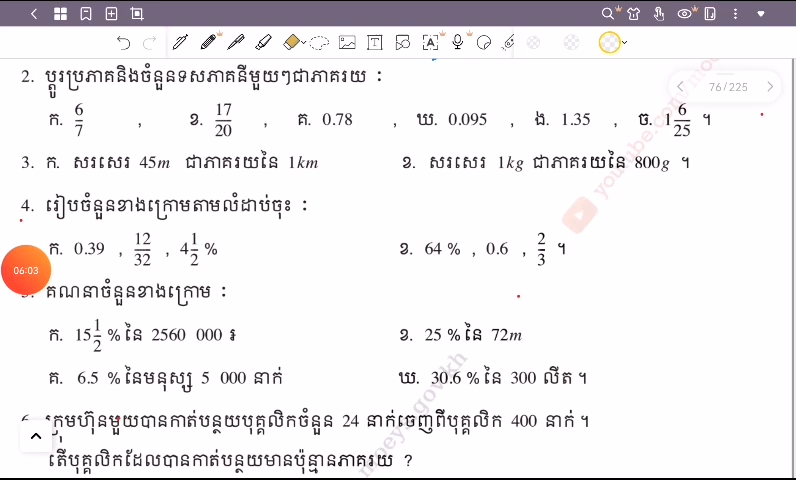 76/225
2. ប្តូរប្រភាគនិងចំនួនទសភាគនីមួយៗជាភាគរយ :
ក. 6/7 , ខ. 17/20 , គ. 0.78 , ឃ. 0.095 , ង. 1.35 , ច. 1 6/25 ។
3. ក. សរសេរ 45m ជាភាគរយនៃ 1km ខ. សរសេរ 1kg ជាភាគរយនៃ 800g ។
4. រៀបចំនួនខាងក្រោមតាមលំដាប់ចុះ :
ក. 0.39 , 12/32 , 4 1/2 % ខ. 64 % , 0.6 , 2/3 ។
06:03
គណនាចំនួនខាងក្រោម :
ក. 15 1/2 % នៃ 2560 000 ៛ ខ. 25 % នៃ 72m
គ. 6.5 % នៃមនុស្ស 5 000 នាក់ ឃ. 30.6 % នៃ 300 លីត ។
ក្រុមហ៊ុនមួយបានកាត់បន្ថយបុគ្គលិកចំនួន 24 នាក់ចេញពីបុគ្គលិក 400 នាក់ ។
តើបុគ្គលិកដែលបានកាត់បន្ថយមានប៉ុន្មានភាគរយ ?